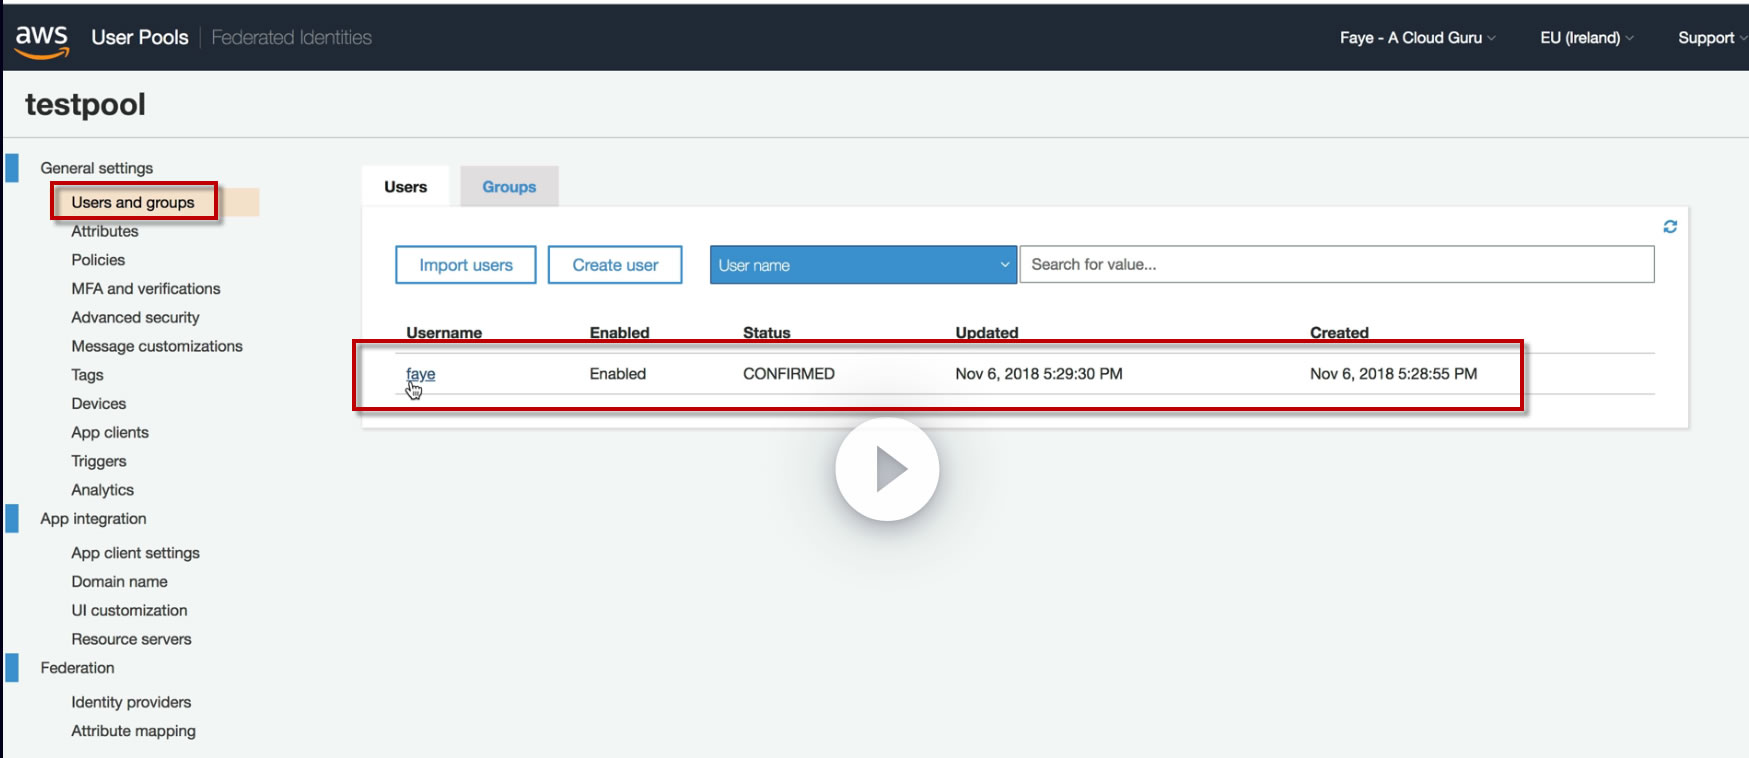 aws User Pools Federated Identities Faye - A Cloud Guru EU (Ireland) Support
testpool
General settings
Users and groups
Attributes
Policies
MFA and verifications
Advanced security
Message customizations
Tags
Devices
App clients
Triggers
Analytics
App integration
App client settings
Domain name
UI customization
Resource servers
Federation
Identity providers
Attribute mapping
Users Groups
Import users Create user User name Search for value...
Username Enabled Status Updated Created
faye Enabled CONFIRMED Nov 6, 2018 5:29:30 PM Nov 6, 2018 5:28:55 PM